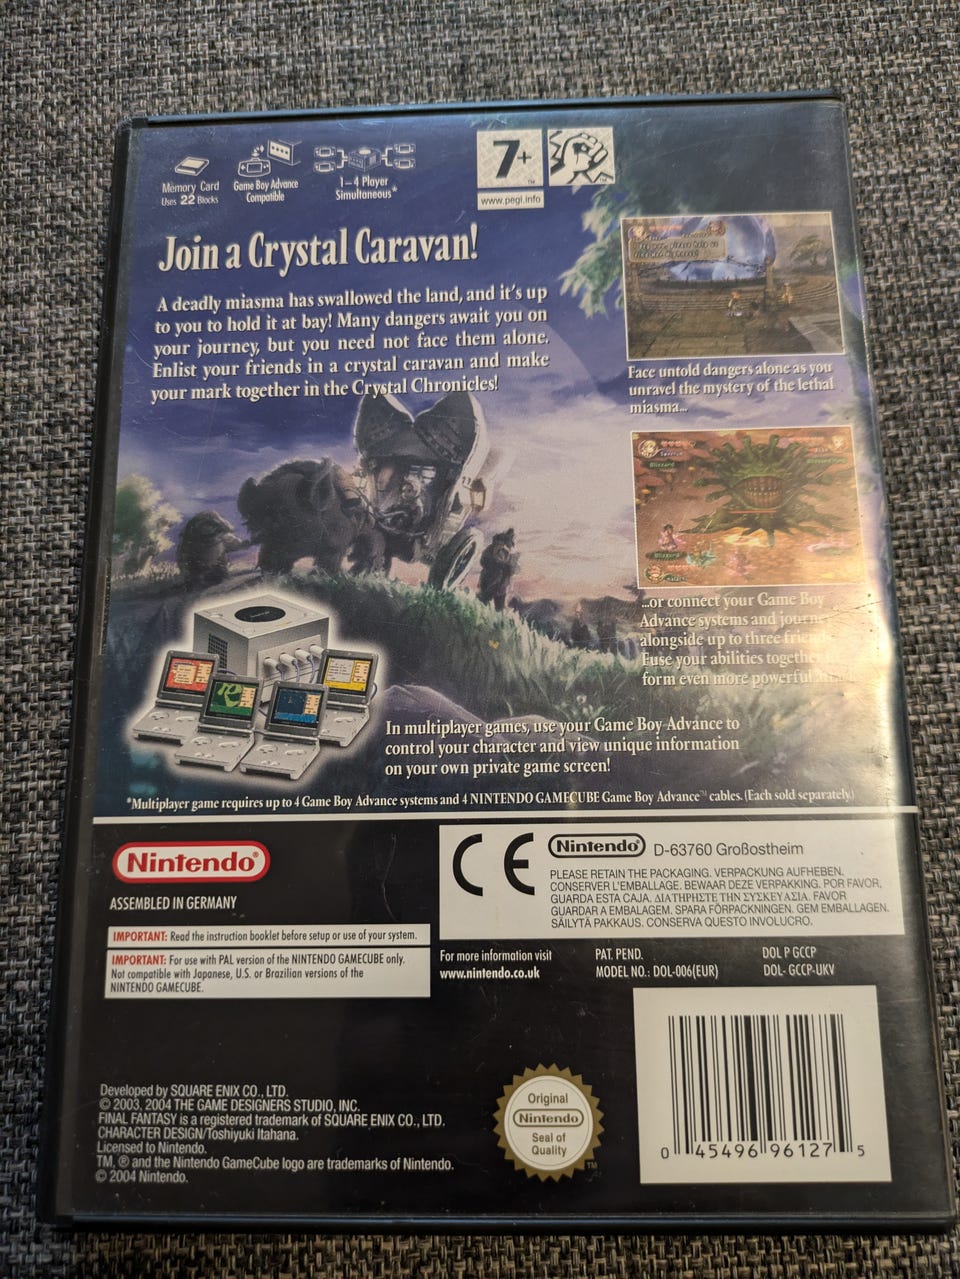 Memory Card
Uses 22 Blocks
Game Boy Advance
Compatible
1-4 Player
Simultaneous*
7+
™
www.pegi.info
Join a Crystal Caravan!
A deadly miasma has swallowed the land, and it's up
to you to hold it at bay! Many dangers await you on
your journey, but you need not face them alone.
Enlist your friends in a crystal caravan and make
your mark together in the Crystal Chronicles!
Face untold dangers alone as you
unravel the mystery of the lethal
miasma...
Blizzard
Blizzard
...or connect your Game Boy
Advance systems and journey
alongside up to three friends.
Fuse your abilities together
form even more powerful
In multiplayer games, use your Game Boy Advance to
control your character and view unique information
on your own private game screen!
*Multiplayer game requires up to 4 Game Boy Advance systems and 4 NINTENDO GAMECUBE Game Boy Advance™ cables. (Each sold separately.)
Nintendo®
ASSEMBLED IN GERMANY
IMPORTANT: Read the instruction booklet before setup or use of your system.
IMPORTANT: For use with PAL version of the NINTENDO GAMECUBE only.
Not compatible with Japanese, U.S. or Brazilian versions of the
NINTENDO GAMECUBE.
CE Nintendo® D-63760 Großostheim
PLEASE RETAIN THE PACKAGING. VERPACKUNG AUFHEBEN.
CONSERVER L'EMBALLAGE. BEWAAR DEZE VERPAKKING. POR FAVOR,
GUARDA ESTA CAJA. ΔΙΑΤΗΡΗΣΤΕ ΤΗΝ ΣΥΣΚΕΥΑΣΙΑ. FAVOR
GUARDAR A EMBALAGEM. SPARA FÖRPACKNINGEN. GEM EMBALLAGEN.
SÄILYTÄ PAKKAUS. CONSERVA QUESTO INVOLUCRO.
For more information visit
www.nintendo.co.uk
PAT. PEND.
MODEL NO.: DOL-006(EUR)
DOL P GCCP
DOL- GCCP-UKV
Developed by SQUARE ENIX CO., LTD.
© 2003, 2004 THE GAME DESIGNERS STUDIO, INC.
FINAL FANTASY is a registered trademark of SQUARE ENIX CO., LTD.
CHARACTER DESIGN/Toshiyuki Itahana.
Licensed to Nintendo.
TM, ® and the Nintendo GameCube logo are trademarks of Nintendo.
© 2004 Nintendo.
Original
Nintendo
Seal of
Quality
™
0 45496 96127 5